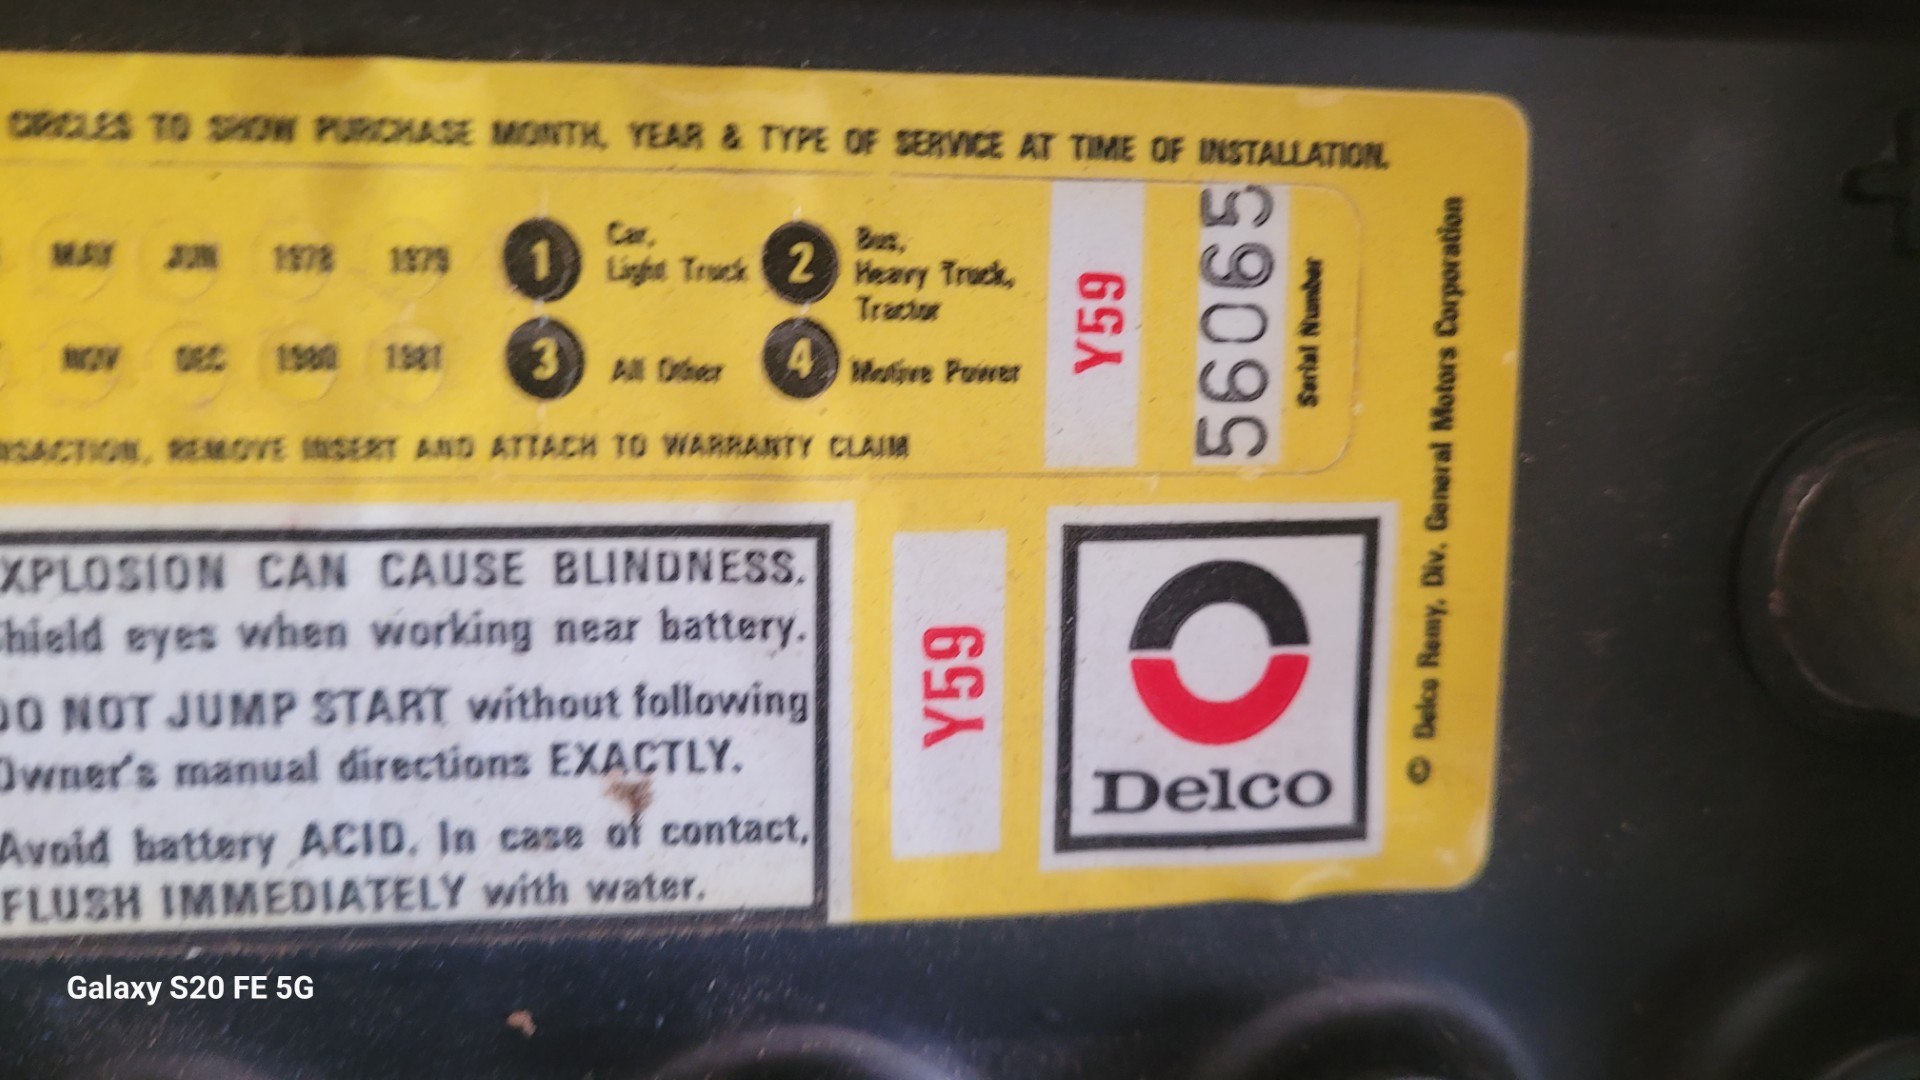 CIRCLES TO SHOW PURCHASE MONTH, YEAR & TYPE OF SERVICE AT TIME OF INSTALLATION.
MAY JUN 1978 1979
NOV DEC 1980 1981
1 Car, Light Truck
2 Bus, Heavy Truck, Tractor
3 All Other
4 Motive Power
Y59
56065
Serial Number
NSACTION, REMOVE INSERT AND ATTACH TO WARRANTY CLAIM
XPLOSION CAN CAUSE BLINDNESS.
hield eyes when working near battery.
DO NOT JUMP START without following
Owner's manual directions EXACTLY.
Avoid battery ACID. In case of contact,
FLUSH IMMEDIATELY with water.
Y59
Delco
© Delco Remy, Div. General Motors Corporation
+
Galaxy S20 FE 5G